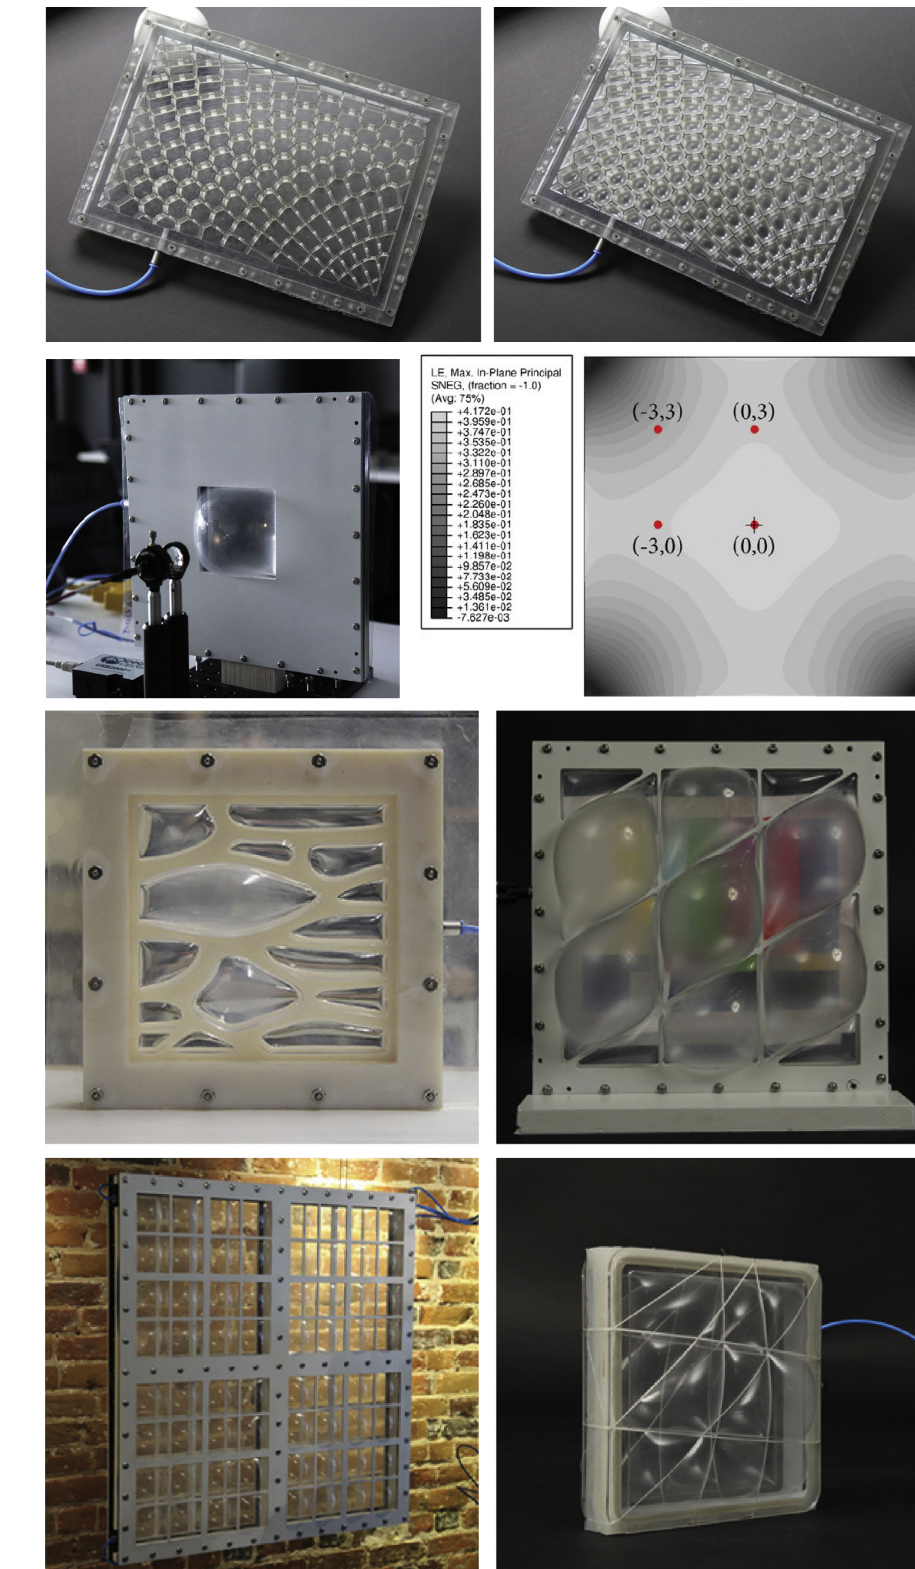 LE, Max. In-Plane Principal
SNEG, (fraction = -1.0)
(Avg: 75%)
+4.172e-01
+3.959e-01
+3.747e-01
+3.535e-01
+3.322e-01
+3.110e-01
+2.897e-01
+2.685e-01
+2.473e-01
+2.260e-01
+2.048e-01
+1.835e-01
+1.623e-01
+1.411e-01
+1.198e-01
+9.857e-02
+7.733e-02
+5.609e-02
+3.485e-02
+1.361e-02
-7.627e-03
(-3,3) (0,3)
(-3,0) (0,0)